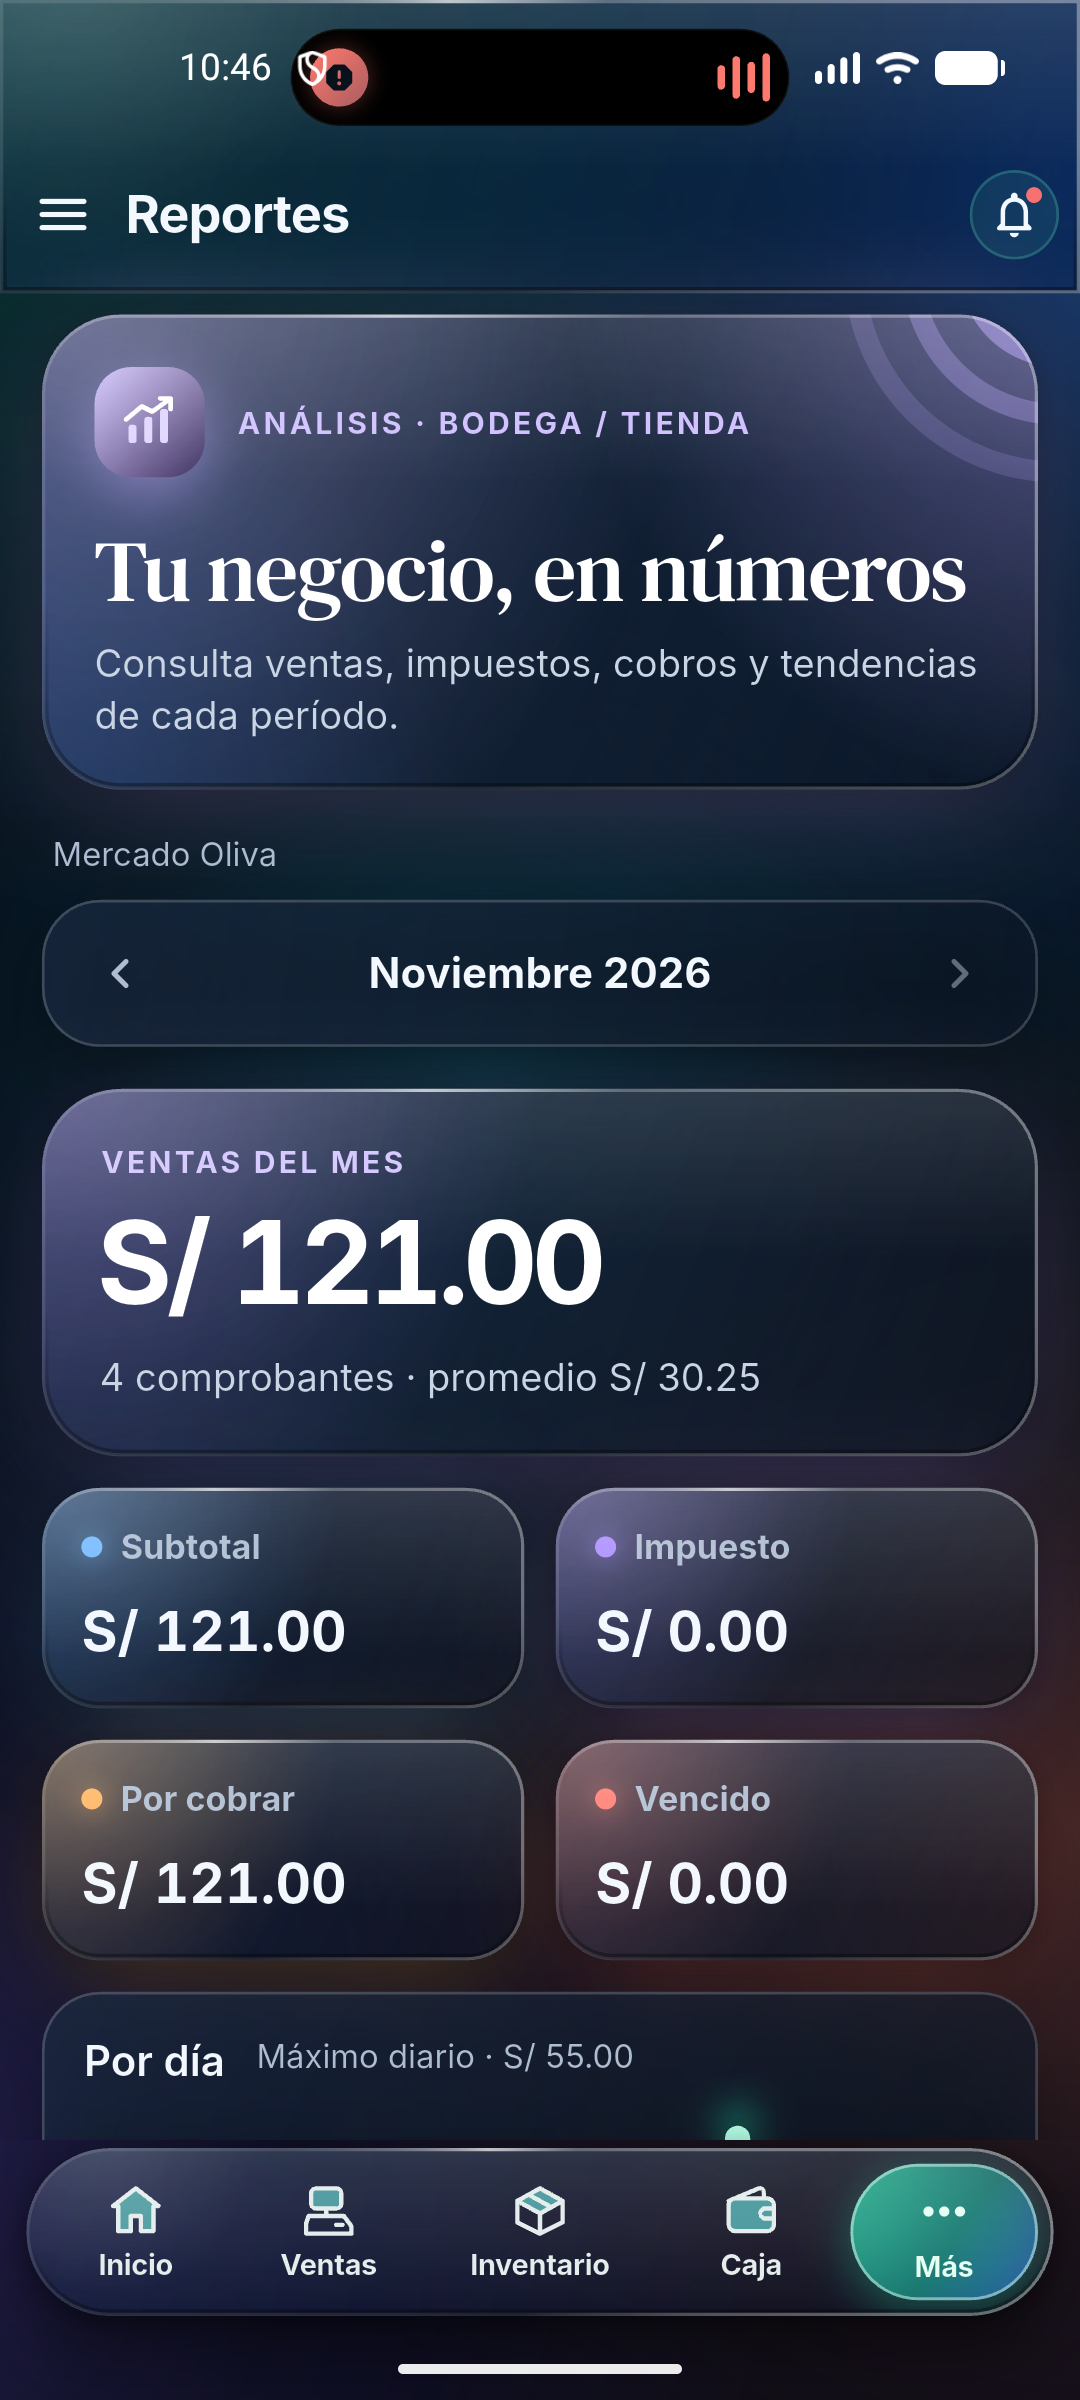 10:46
Reportes
ANÁLISIS · BODEGA / TIENDA
Tu negocio, en números
Consulta ventas, impuestos, cobros y tendencias
de cada período.
Mercado Oliva
Noviembre 2026
VENTAS DEL MES
S/ 121.00
4 comprobantes · promedio S/ 30.25
Subtotal
S/ 121.00
Impuesto
S/ 0.00
Por cobrar
S/ 121.00
Vencido
S/ 0.00
Por día Máximo diario · S/ 55.00
Inicio Ventas Inventario Caja Más